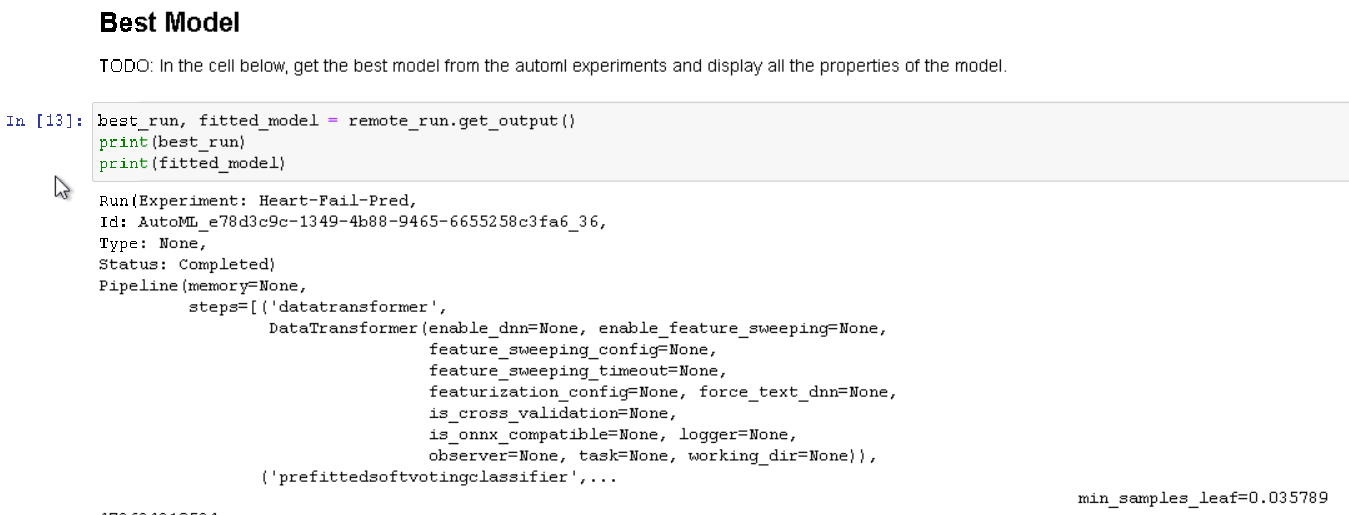 Best Model
TODO: In the cell below, get the best model from the automl experiments and display all the properties of the model.
In [13]: best_run, fitted_model = remote_run.get_output()
print(best_run)
print(fitted_model)
Run(Experiment: Heart-Fail-Pred,
Id: AutoML_e78d3c9c-1349-4b88-9465-6655258c3fa6_36,
Type: None,
Status: Completed)
Pipeline(memory=None,
steps=[('datatransformer',
DataTransformer(enable_dnn=None, enable_feature_sweeping=None,
feature_sweeping_config=None,
feature_sweeping_timeout=None,
featurization_config=None, force_text_dnn=None,
is_cross_validation=None,
is_onnx_compatible=None, logger=None,
observer=None, task=None, working_dir=None)),
('prefittedsoftvotingclassifier',...
min_samples_leaf=0.035789